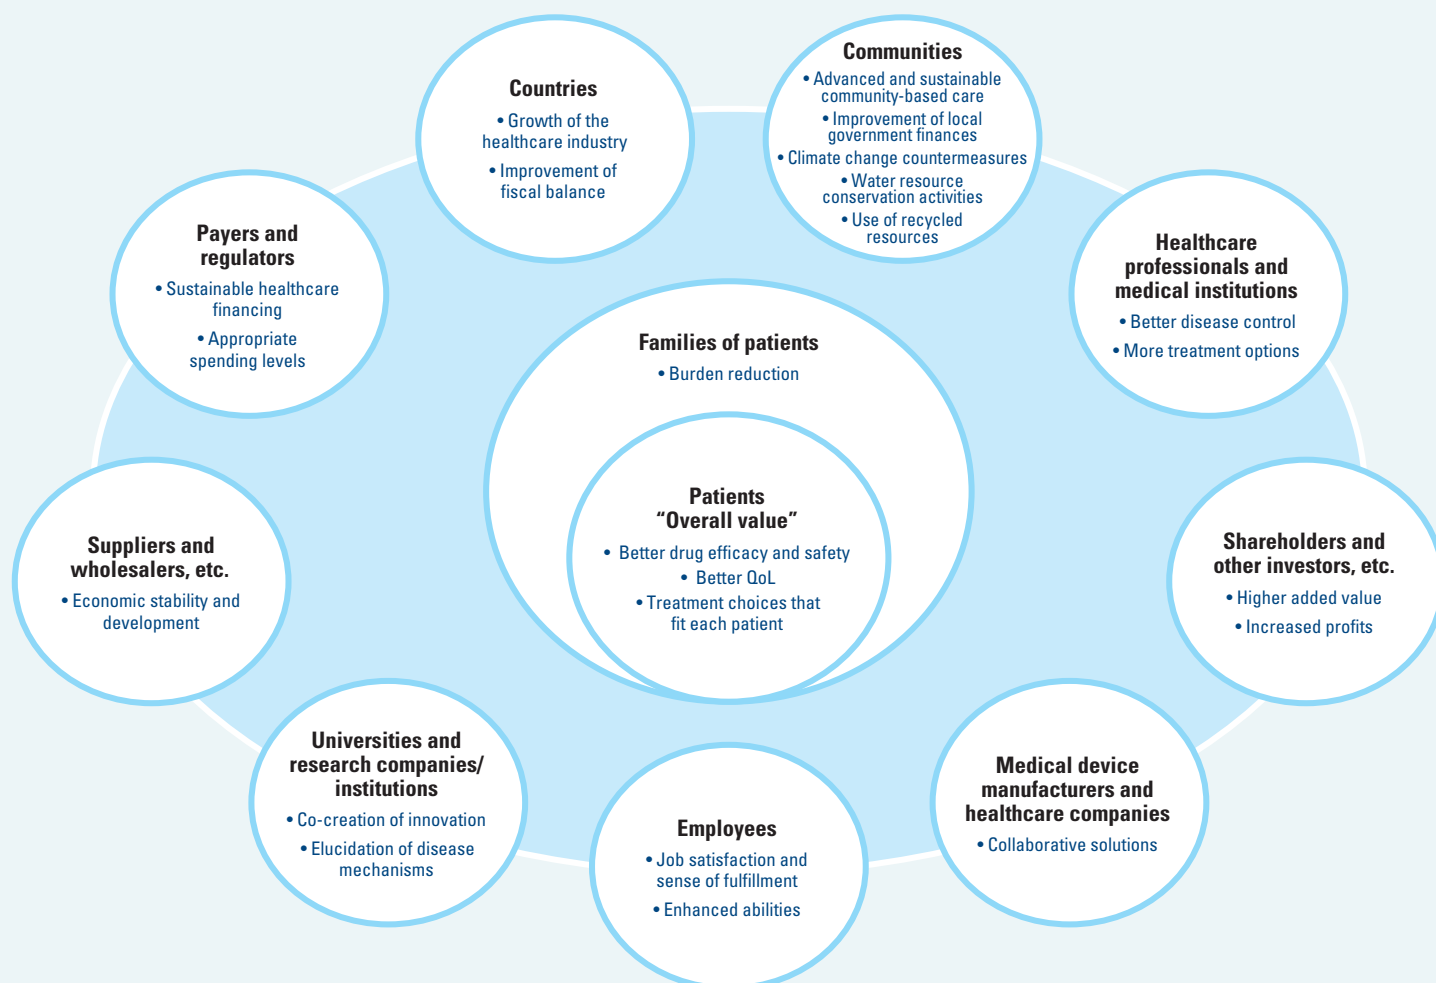 Communities
• Advanced and sustainable
community-based care
• Improvement of local
government finances
• Climate change countermeasures
• Water resource
conservation activities
• Use of recycled
resources
Countries
• Growth of the
healthcare industry
• Improvement of
fiscal balance
Payers and
regulators
• Sustainable healthcare
financing
• Appropriate
spending levels
Healthcare
professionals and
medical institutions
• Better disease control
• More treatment options
Families of patients
• Burden reduction
Patients
“Overall value”
• Better drug efficacy and safety
• Better QoL
• Treatment choices that
fit each patient
Suppliers and
wholesalers, etc.
• Economic stability and
development
Shareholders and
other investors, etc.
• Higher added value
• Increased profits
Universities and
research companies/
institutions
• Co-creation of innovation
• Elucidation of disease
mechanisms
Employees
• Job satisfaction and
sense of fulfillment
• Enhanced abilities
Medical device
manufacturers and
healthcare companies
• Collaborative solutions